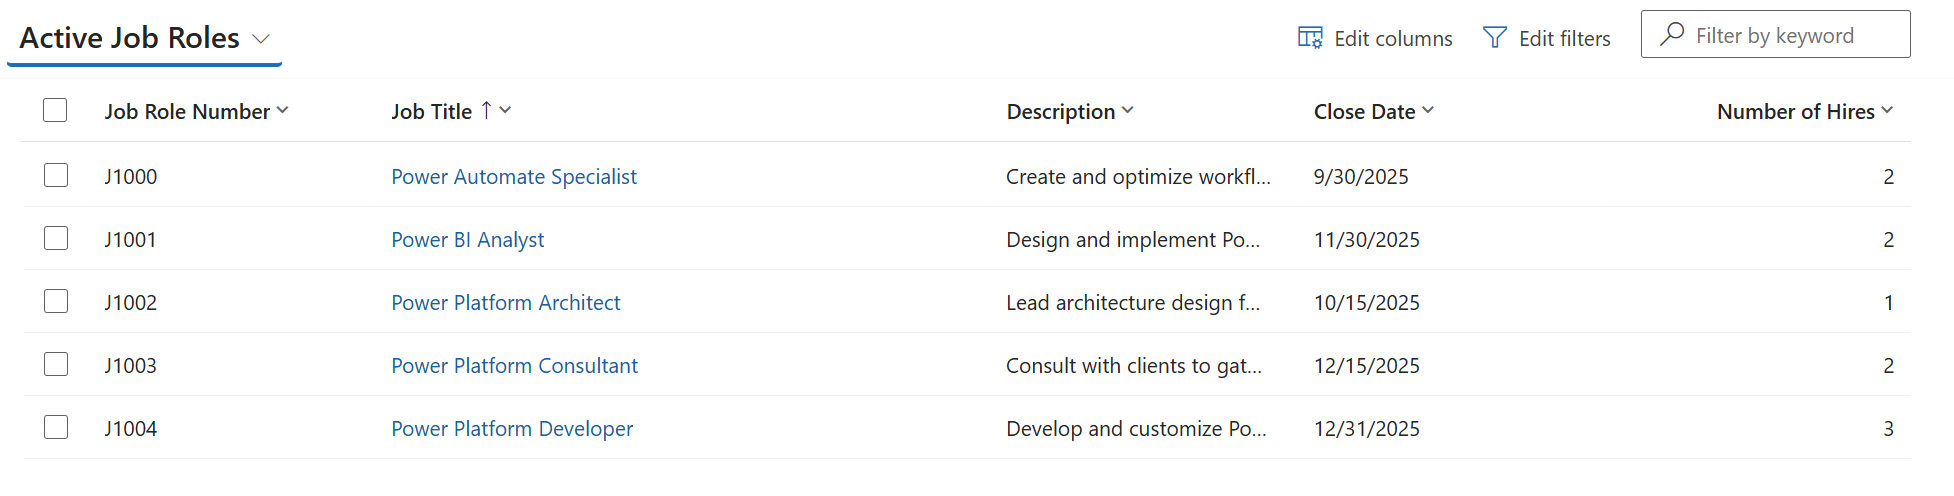 Active Job Roles
Edit columns Edit filters Filter by keyword
Job Role Number Job Title Description Close Date Number of Hires
J1000 Power Automate Specialist Create and optimize workfl... 9/30/2025 2
J1001 Power BI Analyst Design and implement Po... 11/30/2025 2
J1002 Power Platform Architect Lead architecture design f... 10/15/2025 1
J1003 Power Platform Consultant Consult with clients to gat... 12/15/2025 2
J1004 Power Platform Developer Develop and customize Po... 12/31/2025 3